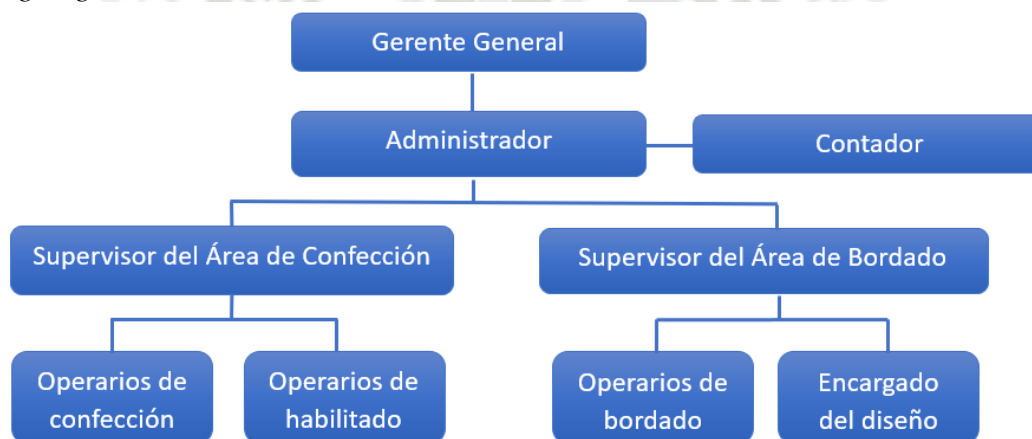 Gerente General
Administrador
Contador
Supervisor del Área de Confección
Supervisor del Área de Bordado
Operarios de
confección
Operarios de
habilitado
Operarios de
bordado
Encargado
del diseño